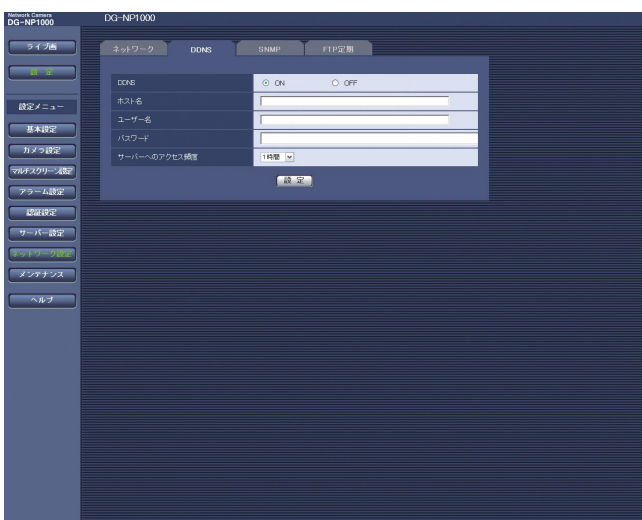 Network Camera
DG-NP1000
DG-NP1000
ライブ画
設 定
設定メニュー
基本設定
カメラ設定
マルチスクリーン設定
アラーム設定
認証設定
サーバー設定
ネットワーク設定
メンテナンス
ヘルプ
ネットワーク DDNS SNMP FTP定期
DDNS ON OFF
ホスト名
ユーザー名
パスワード
サーバーへのアクセス頻度 1時間
設 定